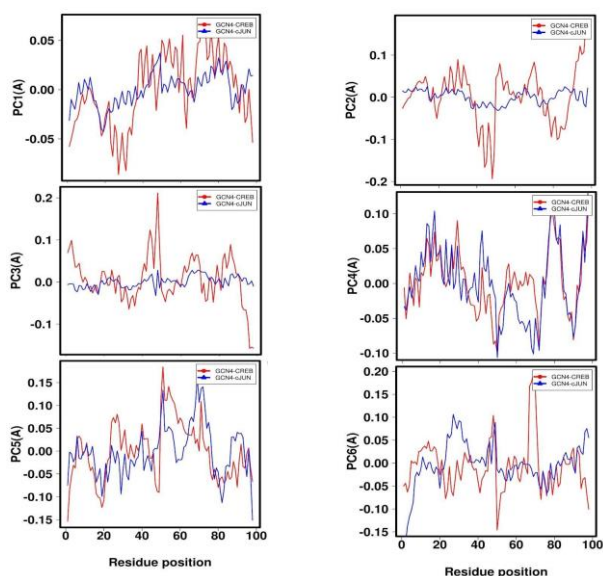 GCN4-CREB
GCN4-cJUN
PC1(A)
0.05
0.00
-0.05
GCN4-CREB
GCN4-cJUN
PC2(A)
0.1
0.0
-0.1
-0.2
GCN4-CREB
GCN4-cJUN
PC3(A)
0.2
0.1
0.0
-0.1
GCN4-CREB
GCN4-cJUN
PC4(A)
0.10
0.05
0.00
-0.05
-0.10
GCN4-CREB
GCN4-cJUN
PC5(A)
0.15
0.10
0.05
0.00
-0.05
-0.10
-0.15
0 20 40 60 80 100
Residue position
GCN4-CREB
GCN4-cJUN
PC6(A)
0.20
0.15
0.10
0.05
0.00
-0.05
-0.10
-0.15
0 20 40 60 80 100
Residue position